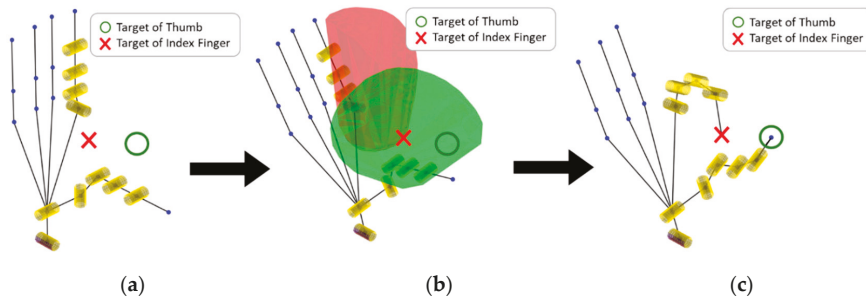 Target of Thumb
Target of Index Finger
Target of Thumb
Target of Index Finger
Target of Thumb
Target of Index Finger
(a)
(b)
(c)